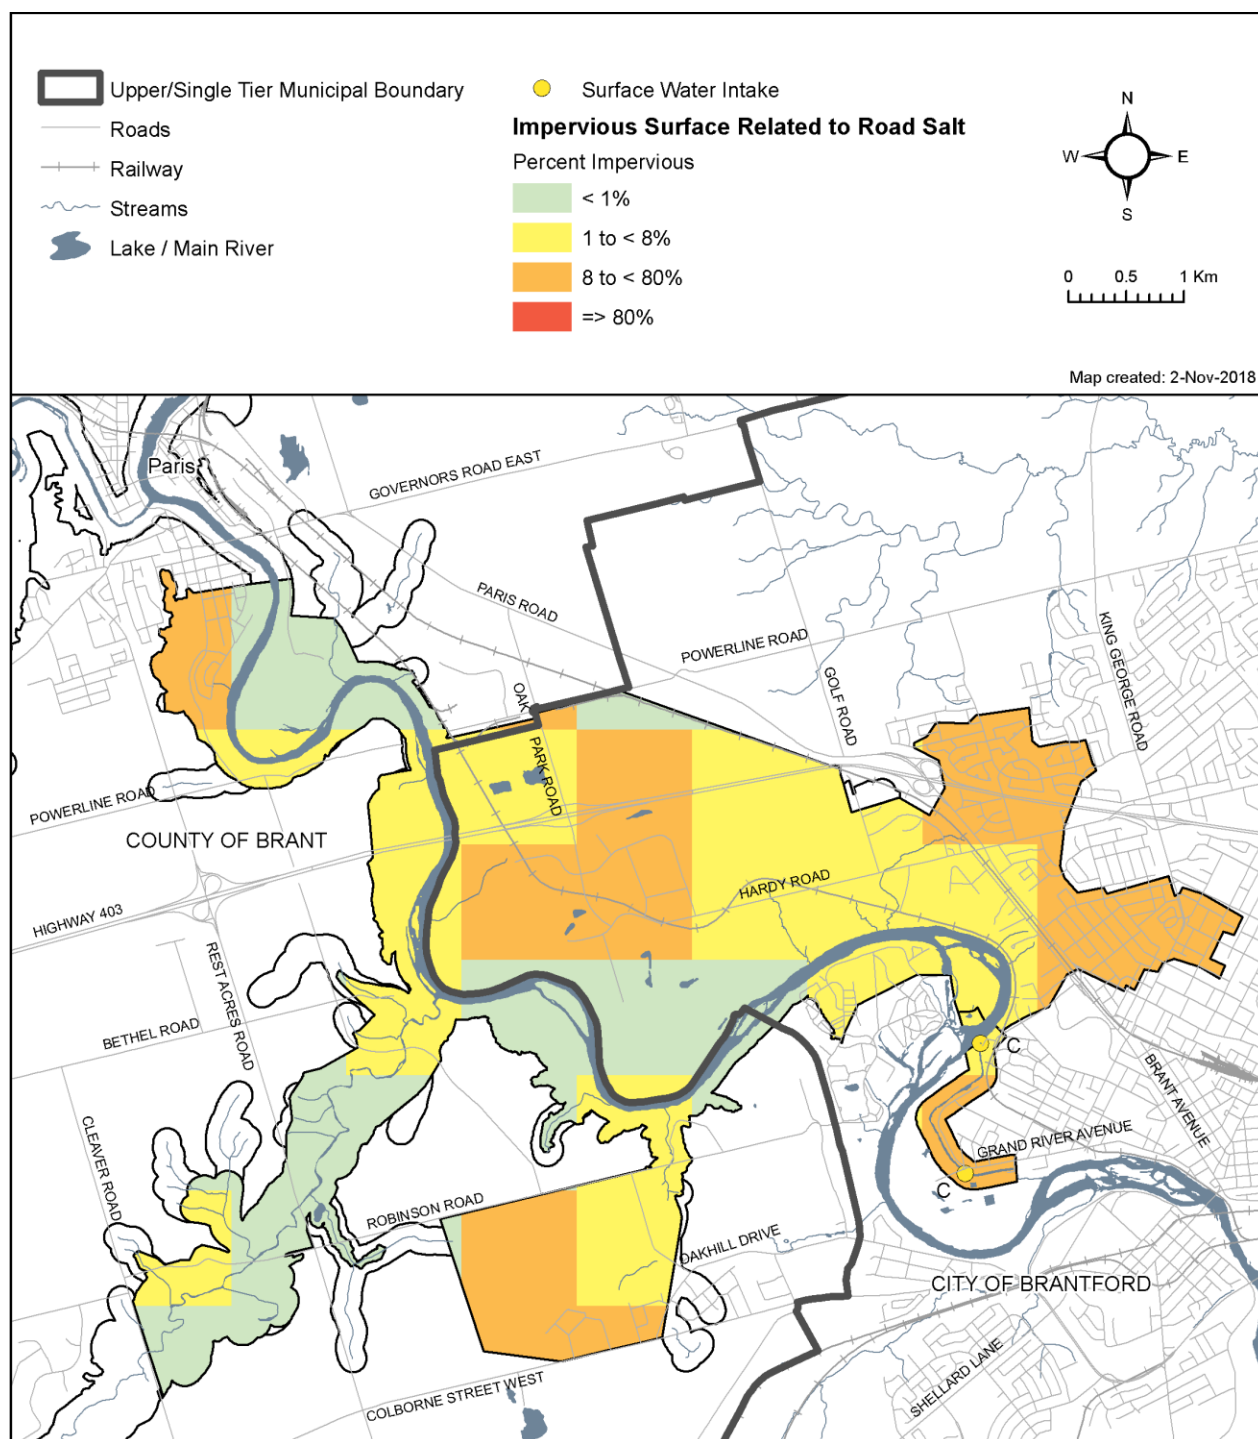 Upper/Single Tier Municipal Boundary
Roads
Railway
Streams
Lake / Main River
Surface Water Intake
Impervious Surface Related to Road Salt
Percent Impervious
< 1%
1 to < 8%
8 to < 80%
=> 80%
N
W
E
S
0 0.5 1 Km
Map created: 2-Nov-2018
Paris
GOVERNORS ROAD EAST
PARIS ROAD
POWERLINE ROAD
GOLF ROAD
KING GEORGE ROAD
OAK PARK ROAD
POWERLINE ROAD
COUNTY OF BRANT
HIGHWAY 403
HARDY ROAD
REST ACRES ROAD
BETHEL ROAD
C
BRANT AVENUE
CLEAVER ROAD
GRAND RIVER AVENUE
C
ROBINSON ROAD
OAKHILL DRIVE
CITY OF BRANTFORD
SHELLARD LANE
COLBORNE STREET WEST